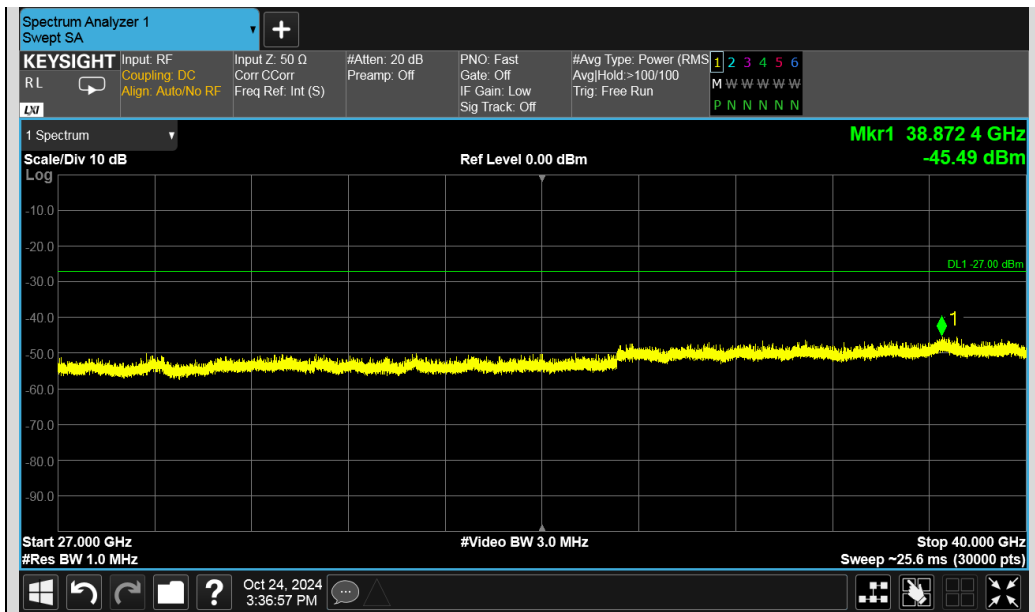 Spectrum Analyzer 1
Swept SA
+
KEYSIGHT
R L
LXI
Input: RF
Coupling: DC
Align: Auto/No RF
Input Z: 50 Ω
Corr CCorr
Freq Ref: Int (S)
#Atten: 20 dB
Preamp: Off
PNO: Fast
Gate: Off
IF Gain: Low
Sig Track: Off
#Avg Type: Power (RMS
Avg|Hold:>100/100
Trig: Free Run
1 2 3 4 5 6
M W W W W W
P N N N N N
1 Spectrum
Mkr1 38.872 4 GHz
Scale/Div 10 dB
Ref Level 0.00 dBm
-45.49 dBm
Log
-10.0
-20.0
DL1 -27.00 dBm
-30.0
-40.0
1
-50.0
-60.0
-70.0
-80.0
-90.0
Start 27.000 GHz
#Video BW 3.0 MHz
Stop 40.000 GHz
#Res BW 1.0 MHz
Sweep ~25.6 ms (30000 pts)
?
Oct 24, 2024
3:36:57 PM